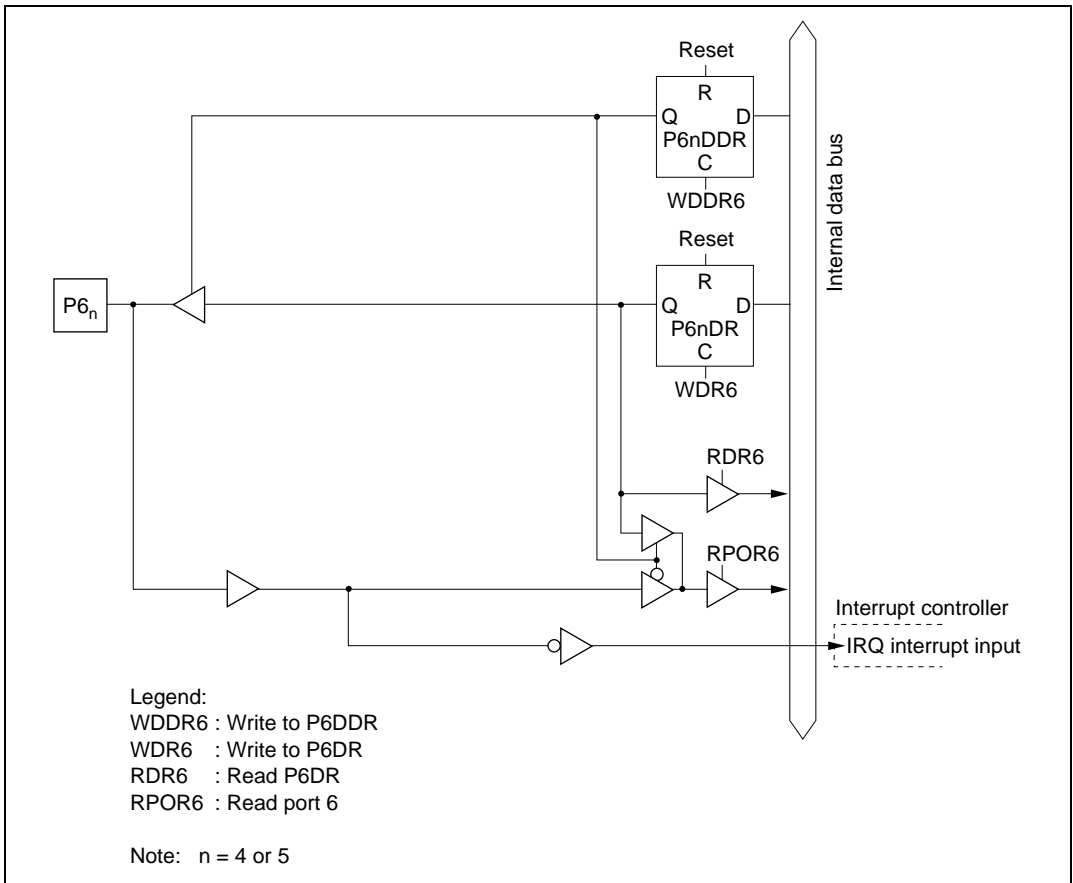 Reset
R
Q D
P6nDDR
C
WDDR6
Internal data bus
Reset
R
P6n
Q D
P6nDR
C
WDR6
RDR6
RPOR6
Interrupt controller
IRQ interrupt input
Legend:
WDDR6 : Write to P6DDR
WDR6 : Write to P6DR
RDR6 : Read P6DR
RPOR6 : Read port 6
Note: n = 4 or 5